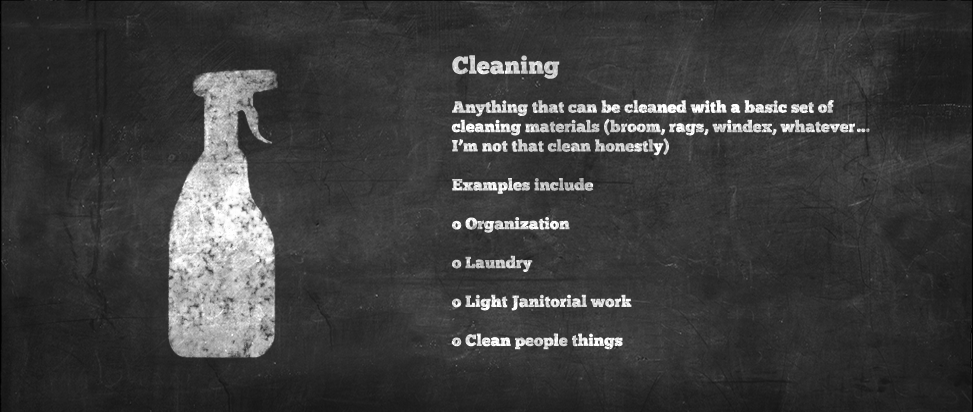 Cleaning
Anything that can be cleaned with a basic set of
cleaning materials (broom, rags, windex, whatever...
I'm not that clean honestly)
Examples include
o Organization
o Laundry
o Light Janitorial work
o Clean people things